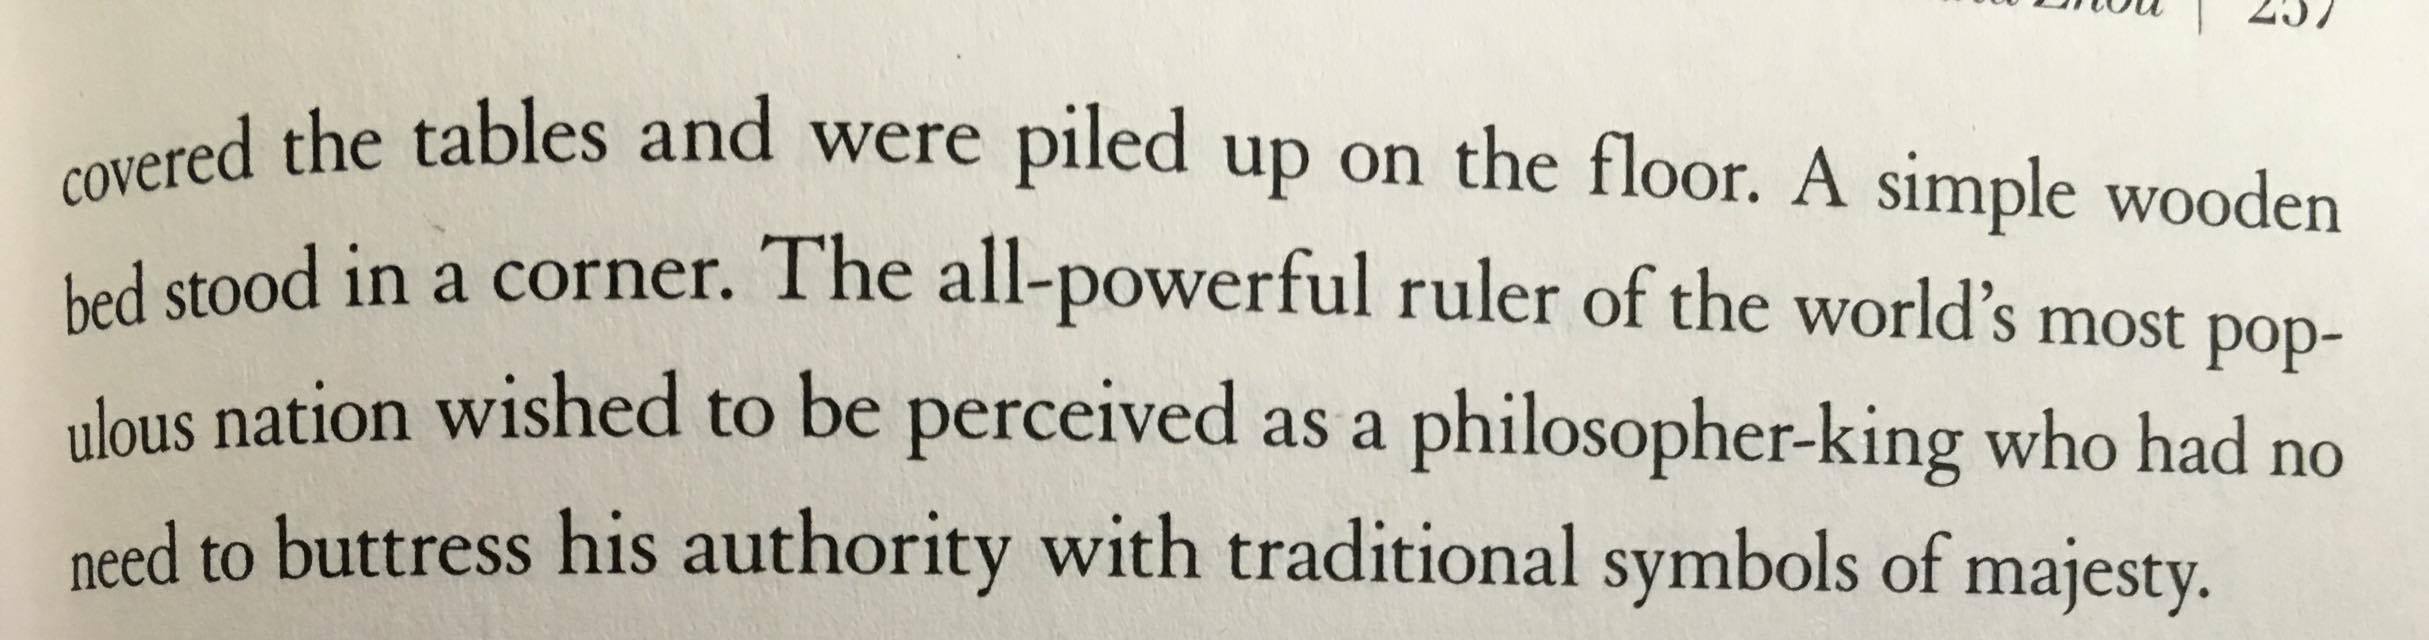 Zhou | 257
covered the tables and were piled up on the floor. A simple wooden
bed stood in a corner. The all-powerful ruler of the world’s most pop-
ulous nation wished to be perceived as a philosopher-king who had no
need to buttress his authority with traditional symbols of majesty.